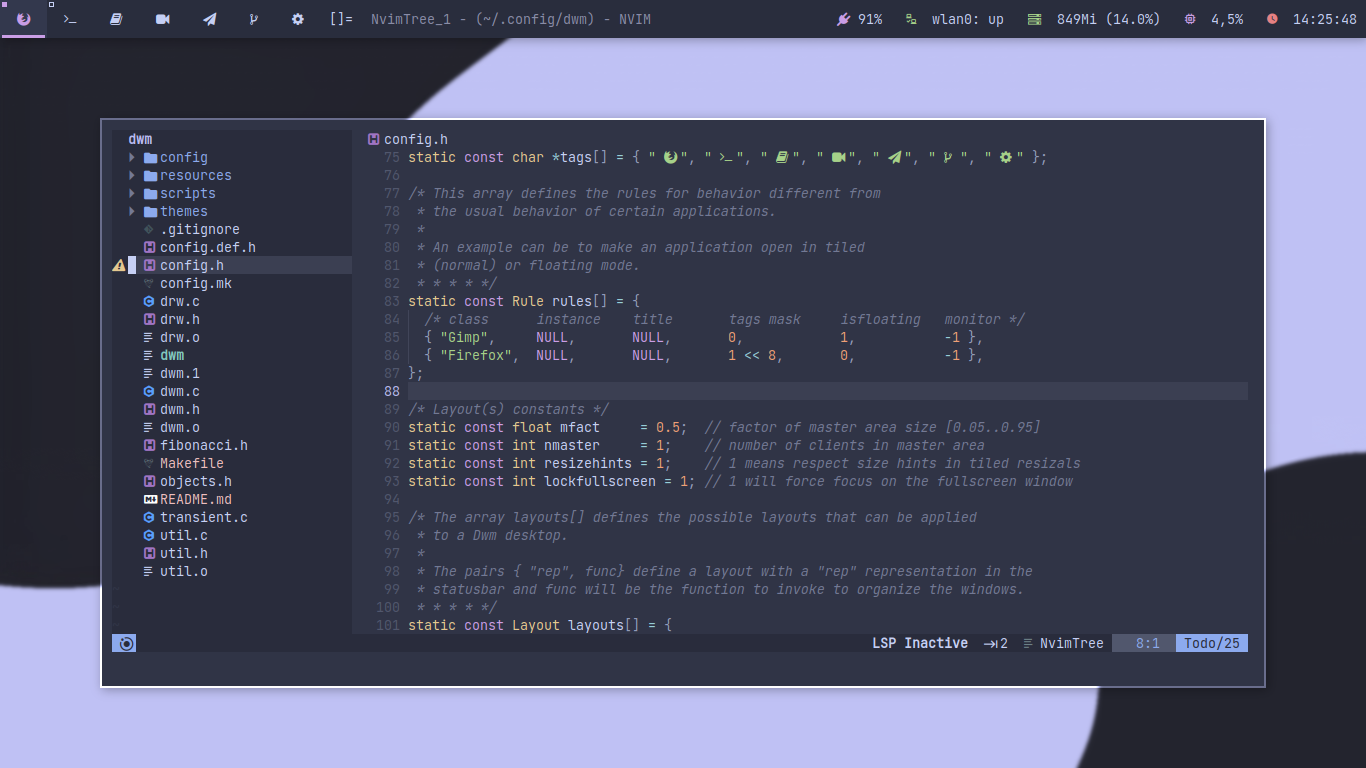 []= NvimTree_1 - (~/.config/dwm) - NVIM 91% wlan0: up 849Mi (14.0%) 4,5% 14:25:48
dwm
config
resources
scripts
themes
.gitignore
config.def.h
config.h
config.mk
drw.c
drw.h
drw.o
dwm
dwm.1
dwm.c
dwm.h
dwm.o
fibonacci.h
Makefile
objects.h
README.md
transient.c
util.c
util.h
util.o
config.h
75 static const char *tags[] = { " ", " >_", " ", " ", " ", " ", " " };
76
77 /* This array defines the rules for behavior different from
78  * the usual behavior of certain applications.
79  *
80  * An example can be to make an application open in tiled
81  * (normal) or floating mode.
82  * * * * */
83 static const Rule rules[] = {
84   /* class      instance    title       tags mask     isfloating   monitor */
85   { "Gimp",     NULL,       NULL,       0,            1,           -1 },
86   { "Firefox",  NULL,       NULL,       1 << 8,       0,           -1 },
87 };
88
89 /* Layout(s) constants */
90 static const float mfact     = 0.5;  // factor of master area size [0.05..0.95]
91 static const int nmaster     = 1;    // number of clients in master area
92 static const int resizehints = 1;    // 1 means respect size hints in tiled resizals
93 static const int lockfullscreen = 1; // 1 will force focus on the fullscreen window
94
95 /* The array layouts[] defines the possible layouts that can be applied
96  * to a Dwm desktop.
97  *
98  * The pairs { "rep", func} define a layout with a "rep" representation in the
99  * statusbar and func will be the function to invoke to organize the windows.
100  * * * * */
101 static const Layout layouts[] = {
LSP Inactive 2 NvimTree 8:1 Todo/25